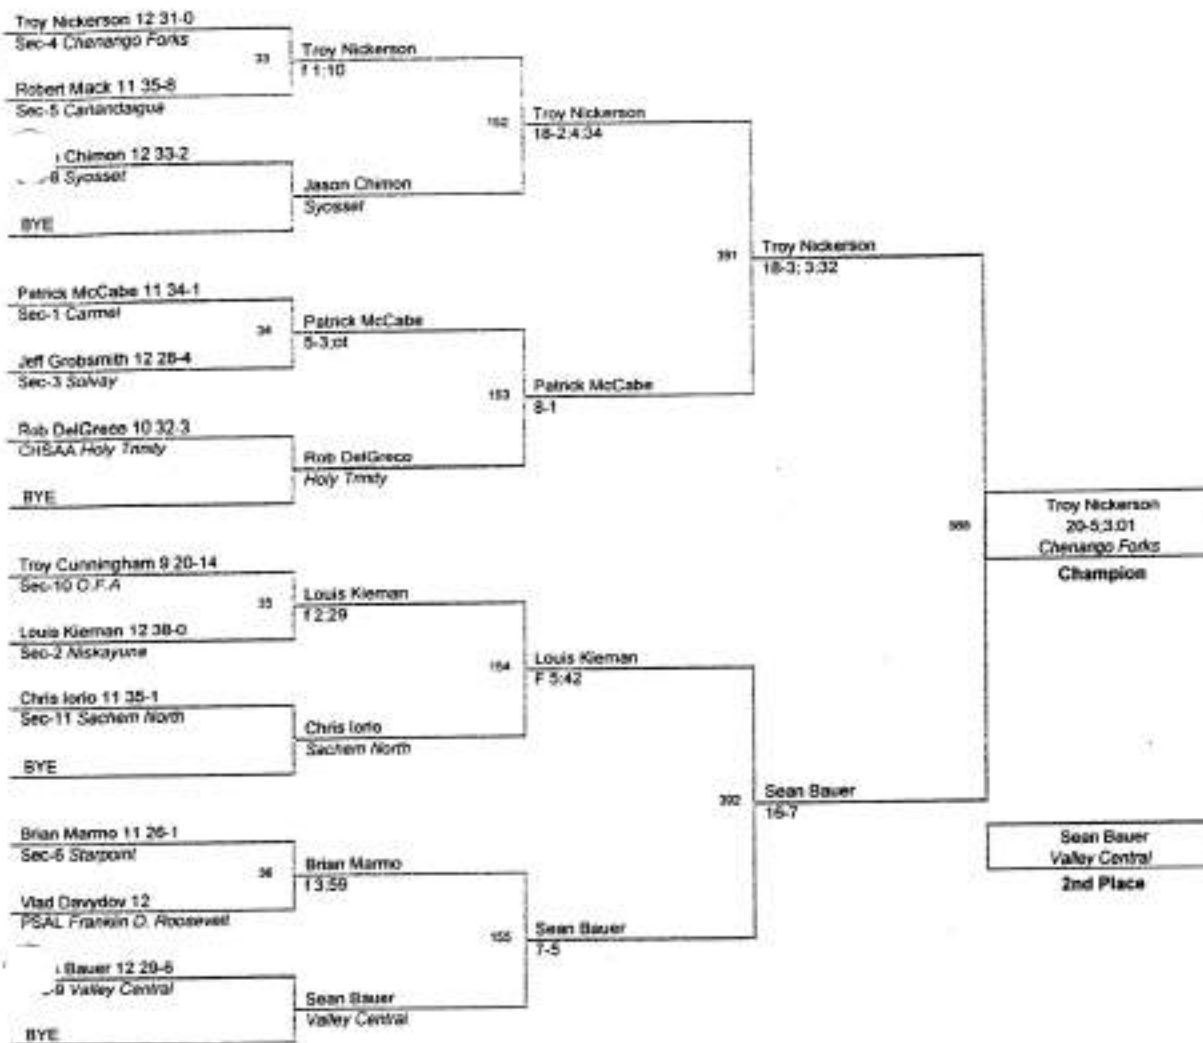 Troy Nickerson 12 31-0
Sec-4 Chenango Forks
33
Robert Mack 11 35-8
Sec-5 Canandaigua
Chimon 12 33-2
8 Syosset
BYE
Patrick McCabe 11 34-1
Sec-1 Carmel
34
Jeff Grobsmith 12 28-4
Sec-3 Solvay
Rob DelGreco 10 32-3
CHSAA Holy Trinity
BYE
Troy Cunningham 9 20-14
Sec-10 O.F.A
35
Louis Kiernan 12 38-0
Sec-2 Niskayuna
Chris Iorio 11 35-1
Sec-11 Sachem North
BYE
Brian Marmo 11 26-1
Sec-6 Starpoint
36
Vlad Davydov 12
PSAL Franklin D. Roosevelt
Bauer 12 29-6
-9 Valley Central
BYE
Troy Nickerson
f 1:10
152
Jason Chimon
Syosset
Patrick McCabe
5-3;ot
153
Rob DelGreco
Holy Trinity
Louis Kiernan
f 2:29
154
Chris Iorio
Sachem North
Brian Marmo
f 3:59
155
Sean Bauer
Valley Central
Troy Nickerson
18-2;4:34
391
Patrick McCabe
8-1
Louis Kiernan
F 5:42
392
Sean Bauer
7-5
Troy Nickerson
18-3; 3:32
Sean Bauer
16-7
Troy Nickerson
20-5;3:01
Chenango Forks
Champion
Sean Bauer
Valley Central
2nd Place